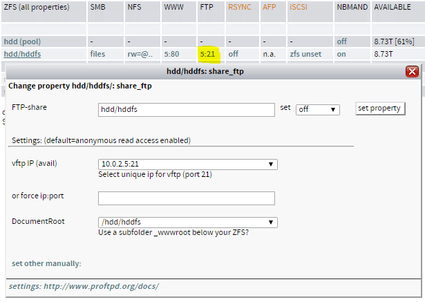 ZFS (all properties) SMB NFS WWW FTP RSYNC AFP iSCSI NBMAND AVAILABLE
hdd (pool) - - - - - - - off 8.73T [61%]
hdd/hddfs files rw=@.. 5:80 5:21 off n.a. zfs unset on 8.73T
hdd/hddfs: share_ftp
Change property hdd/hddfs/: share_ftp
FTP-share hdd/hddfs set off set property
Settings: (default=anonymous read access enabled)
vftp IP (avail) 10.0.2.5:21
Select unique ip for vftp (port 21)
or force ip:port
DocumentRoot /hdd/hddfs
Use a subfolder _wwwroot below your ZFS?
set other manually:
settings: http://www.proftpd.org/docs/